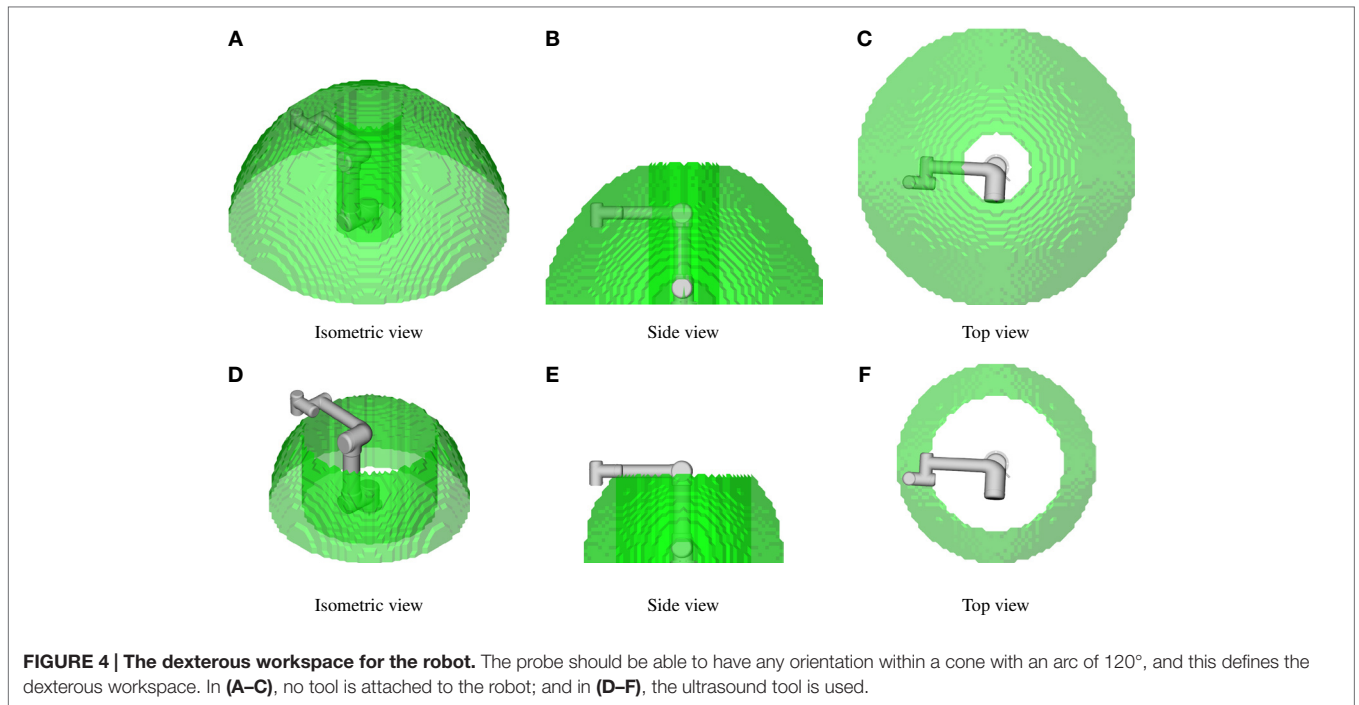 A
B
C
Isometric view
Side view
Top view
D
E
F
Isometric view
Side view
Top view
FIGURE 4 | The dexterous workspace for the robot. The probe should be able to have any orientation within a cone with an arc of 120°, and this defines the
dexterous workspace. In (A–C), no tool is attached to the robot; and in (D–F), the ultrasound tool is used.